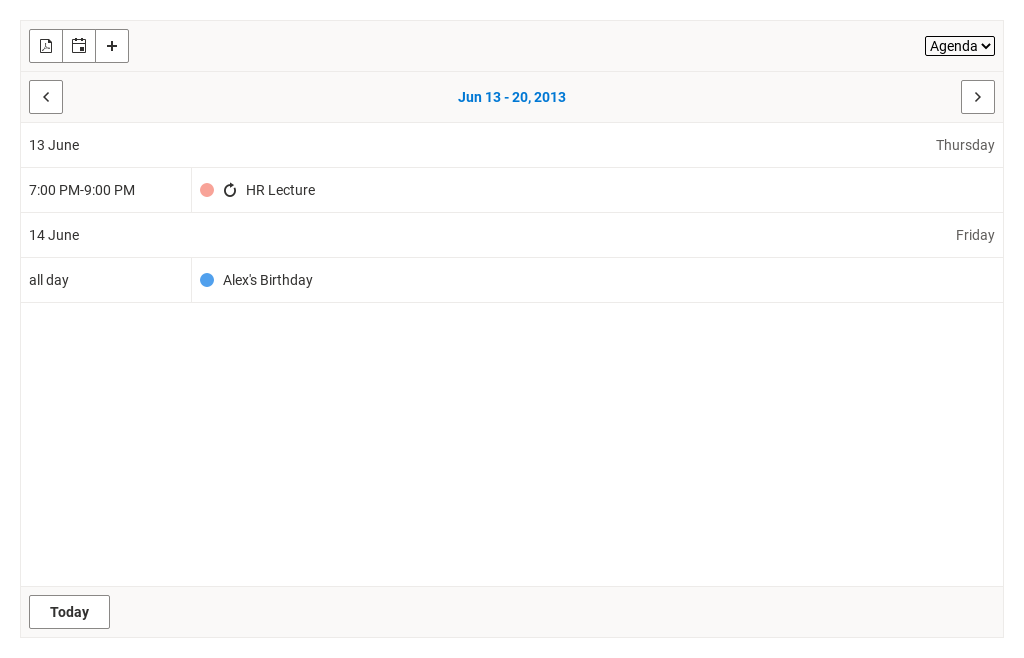 Agenda
Jun 13 - 20, 2013
13 June Thursday
7:00 PM-9:00 PM HR Lecture
14 June Friday
all day Alex's Birthday
Today